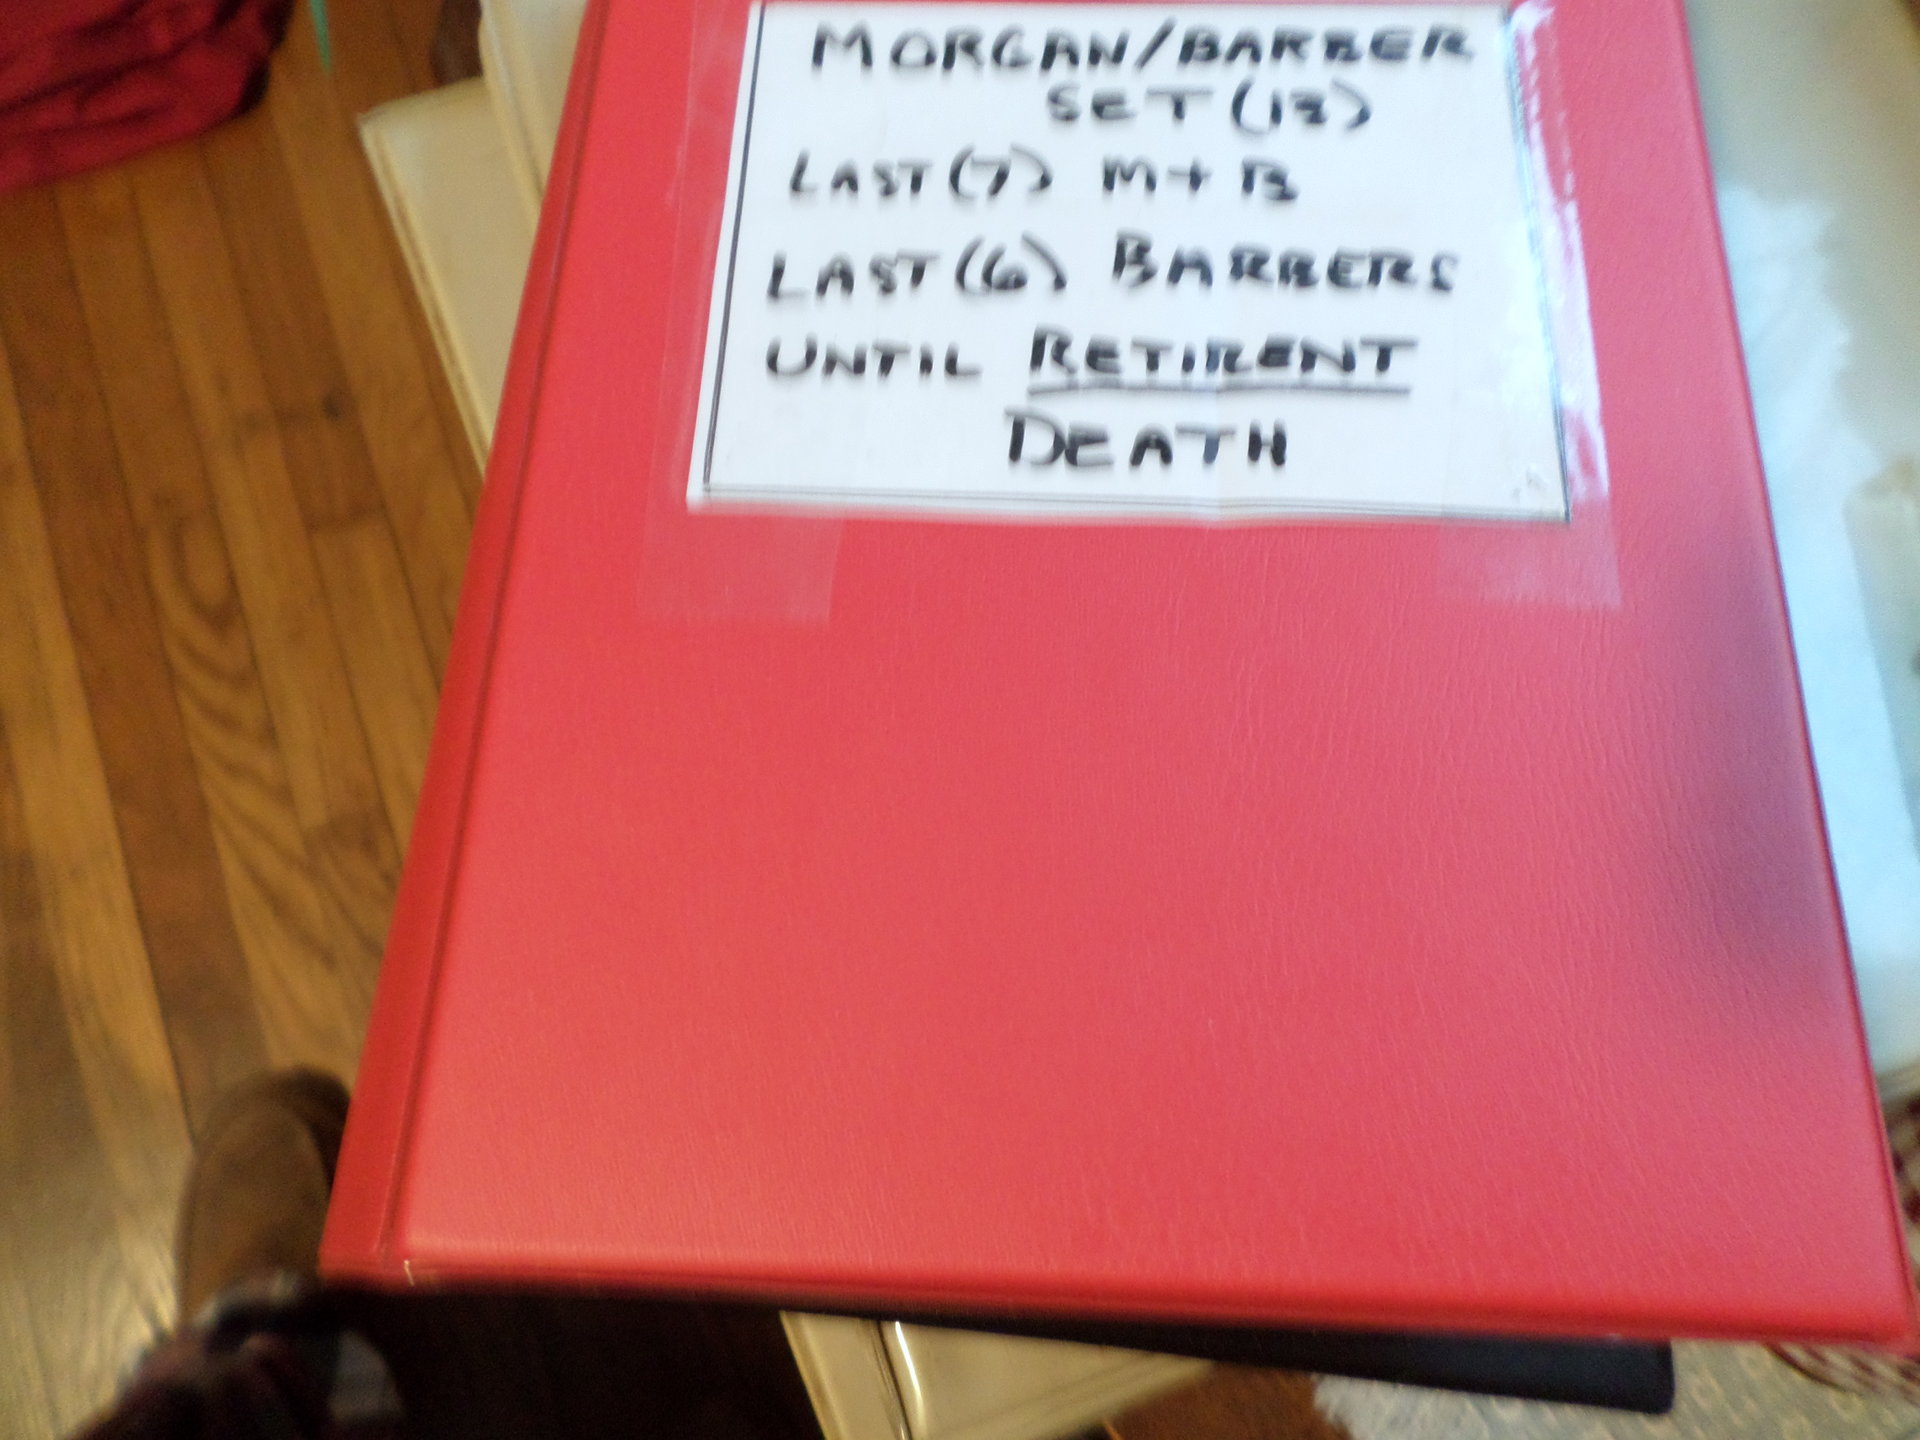 MORGAN/BARBER
SET (13)
LAST (7) M + B
LAST (6) BARBERS
UNTIL RETIRENT
DEATH